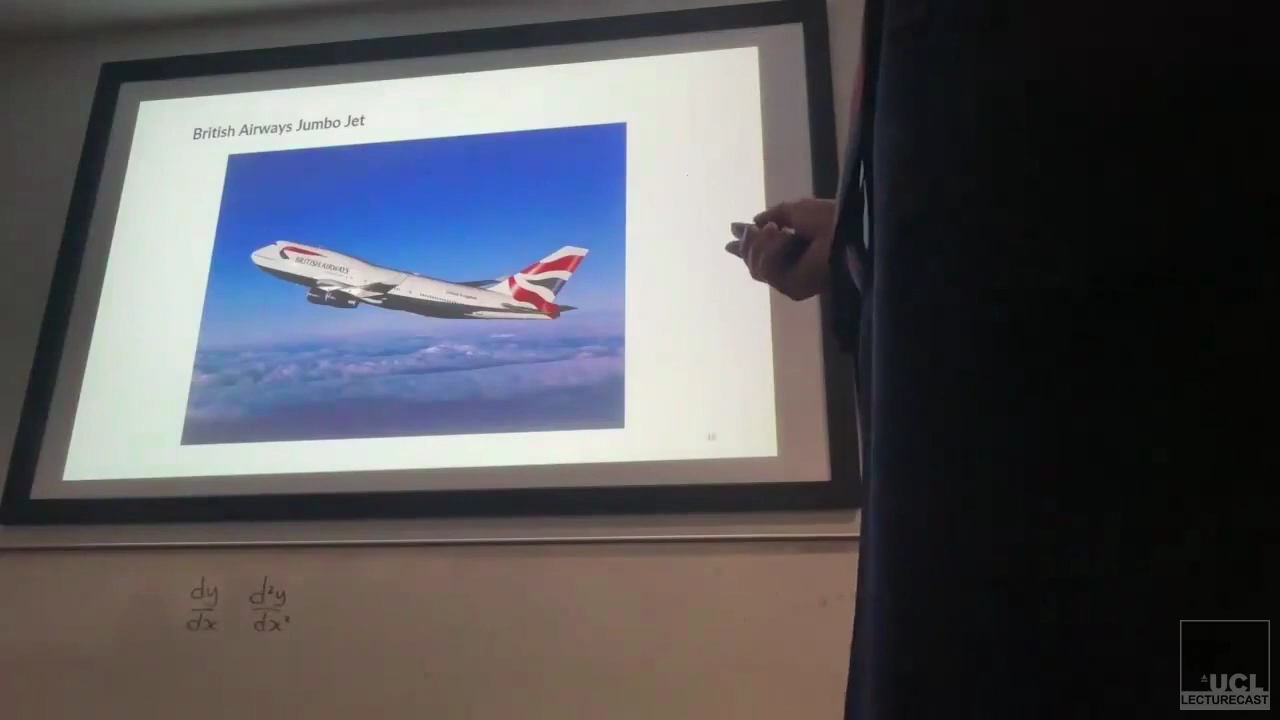 British Airways Jumbo Jet
BRITISH AIRWAYS
dy d²y
dx dx²
UCL
LECTURECAST